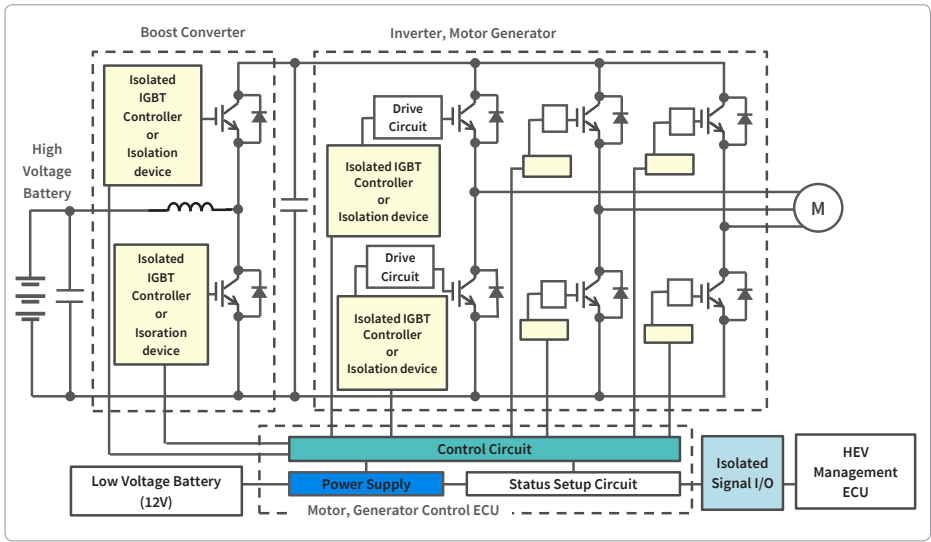 Boost Converter
Inverter, Motor Generator
Isolated
IGBT
Controller
or
Isolation
device
Drive
Circuit
High
Voltage
Battery
Isolated IGBT
Controller
or
Isolation device
M
Drive
Circuit
Isolated
IGBT
Controller
or
Isoration
device
Isolated IGBT
Controller
or
Isolation device
Control Circuit
Low Voltage Battery
(12V)
Power Supply
Status Setup Circuit
Motor, Generator Control ECU
Isolated
Signal I/O
HEV
Management
ECU